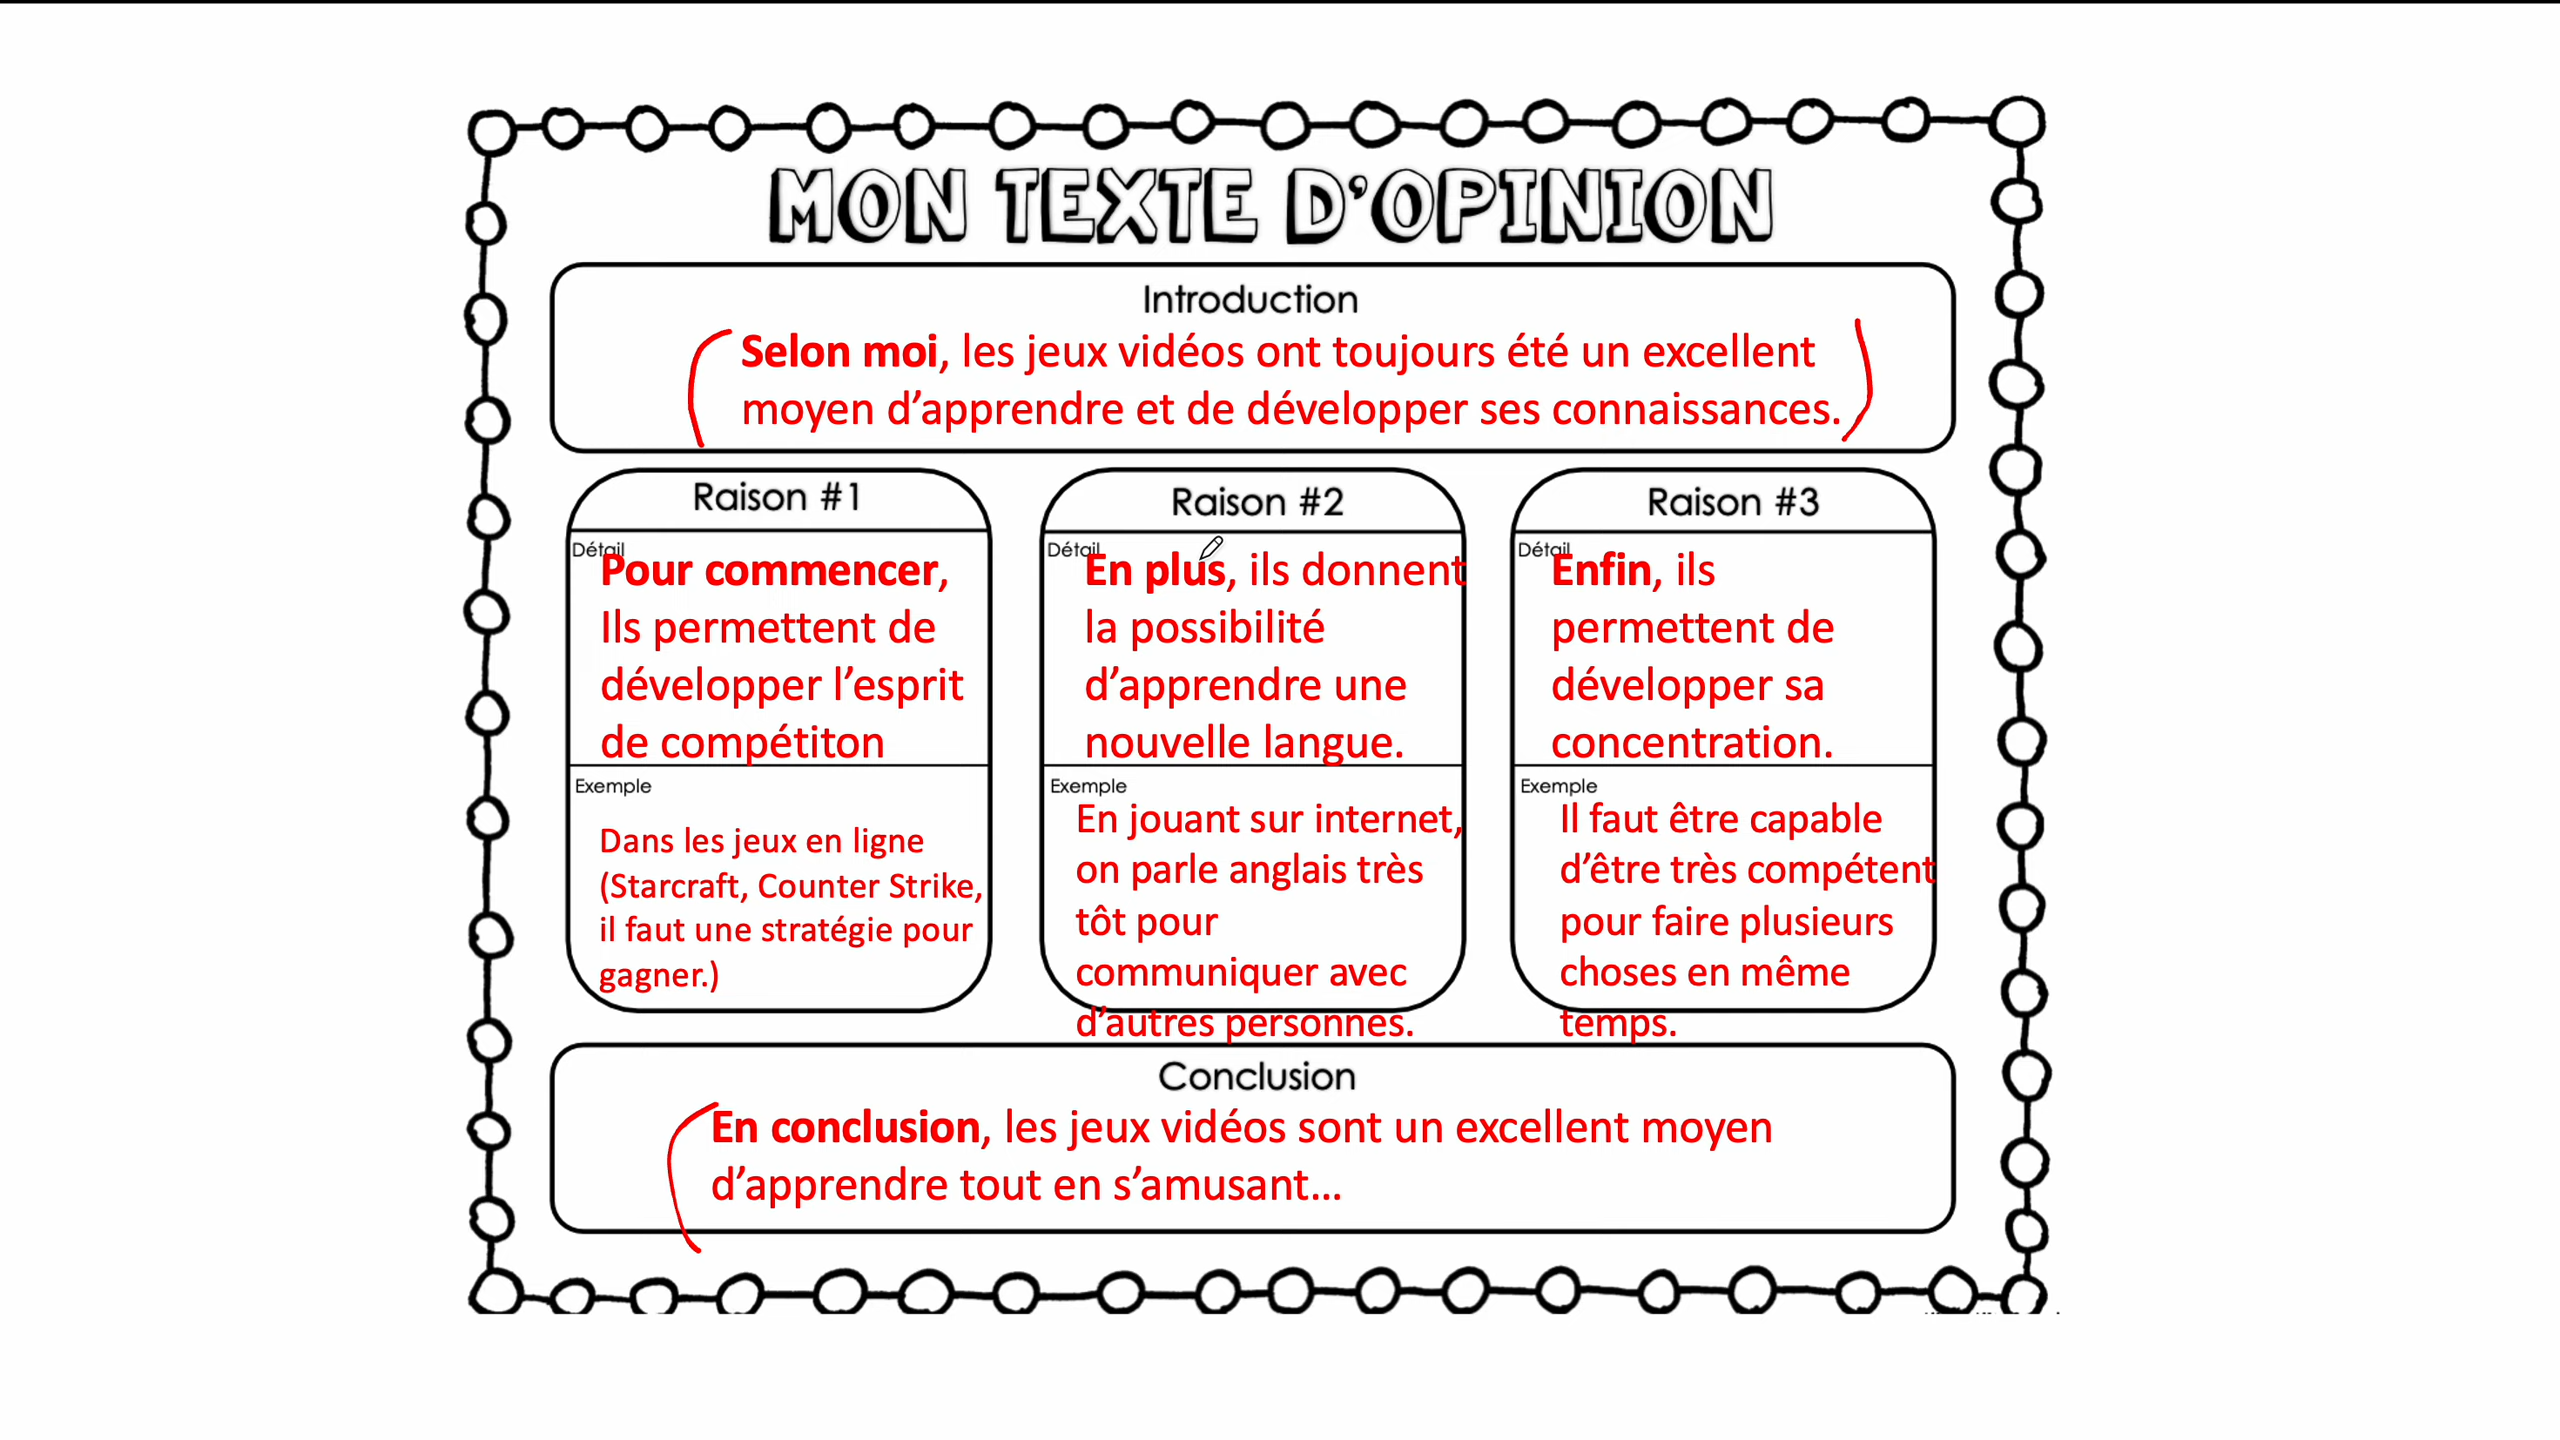 MON TEXTE D'OPINION
Introduction
Selon moi, les jeux vidéos ont toujours été un excellent
moyen d'apprendre et de développer ses connaissances.
Raison #1
Détail
Pour commencer,
Ils permettent de
développer l'esprit
de compétiton
Exemple
Dans les jeux en ligne
(Starcraft, Counter Strike,
il faut une stratégie pour
gagner.)
Raison #2
Détail
En plus, ils donnent
la possibilité
d'apprendre une
nouvelle langue.
Exemple
En jouant sur internet,
on parle anglais très
tôt pour
communiquer avec
d'autres personnes.
Raison #3
Détail
Enfin, ils
permettent de
développer sa
concentration.
Exemple
Il faut être capable
d'être très compétent
pour faire plusieurs
choses en même
temps.
Conclusion
En conclusion, les jeux vidéos sont un excellent moyen
d'apprendre tout en s'amusant...